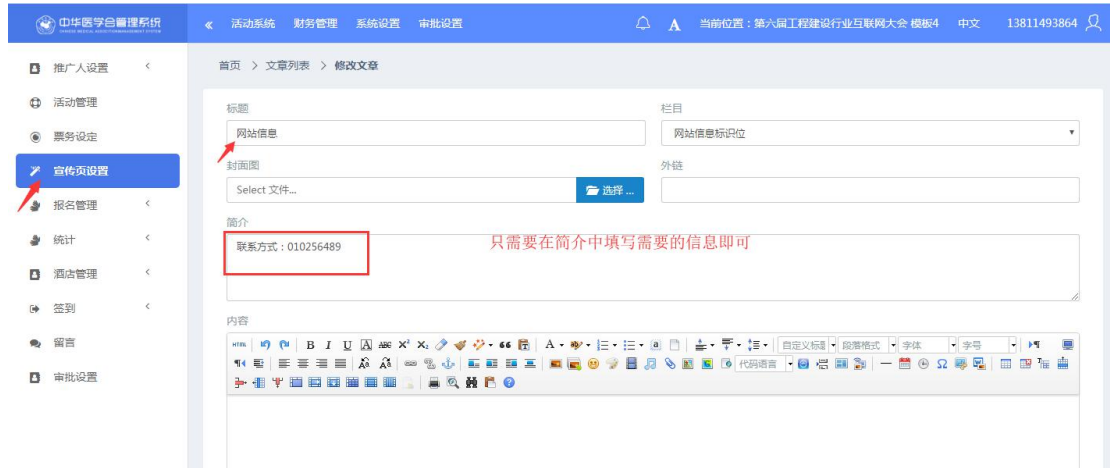 中华医学会管理系统
« 活动系统 财务管理 系统设置 审批设置
A 当前位置：第六届工程建设行业互联网大会 模板4 中文 13811493864
推广人设置
活动管理
票务设定
宣传页设置
报名管理
统计
酒店管理
签到
留言
审批设置
首页 > 文章列表 > 修改文章
标题
网站信息
栏目
网站信息标识位
封面图
Select 文件...
选择 ...
外链
简介
联系方式：010256489
只需要在简介中填写需要的信息即可
内容
HTML B I U A ABC X² X₂ A 自定义标题 段落格式 字体 字号
代码语言